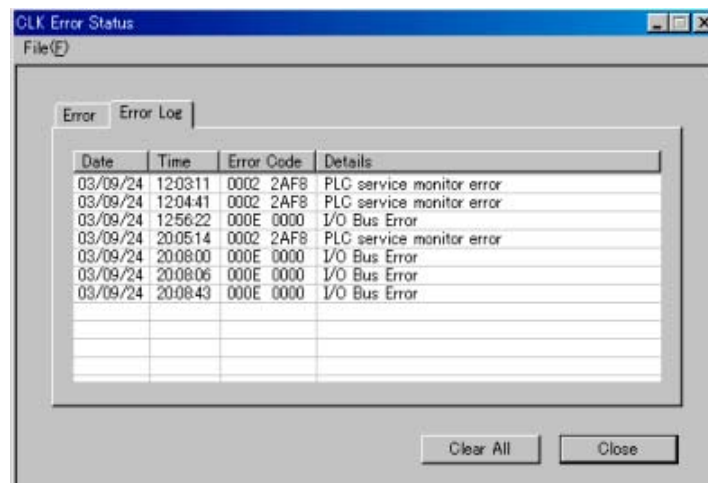 CLK Error Status
File(F)
Error Error Log
Date Time Error Code Details
03/09/24 12:03:11 0002 2AF8 PLC service monitor error
03/09/24 12:04:41 0002 2AF8 PLC service monitor error
03/09/24 12:56:22 000E 0000 I/O Bus Error
03/09/24 20:05:14 0002 2AF8 PLC service monitor error
03/09/24 20:08:00 000E 0000 I/O Bus Error
03/09/24 20:08:06 000E 0000 I/O Bus Error
03/09/24 20:08:43 000E 0000 I/O Bus Error
Clear All Close